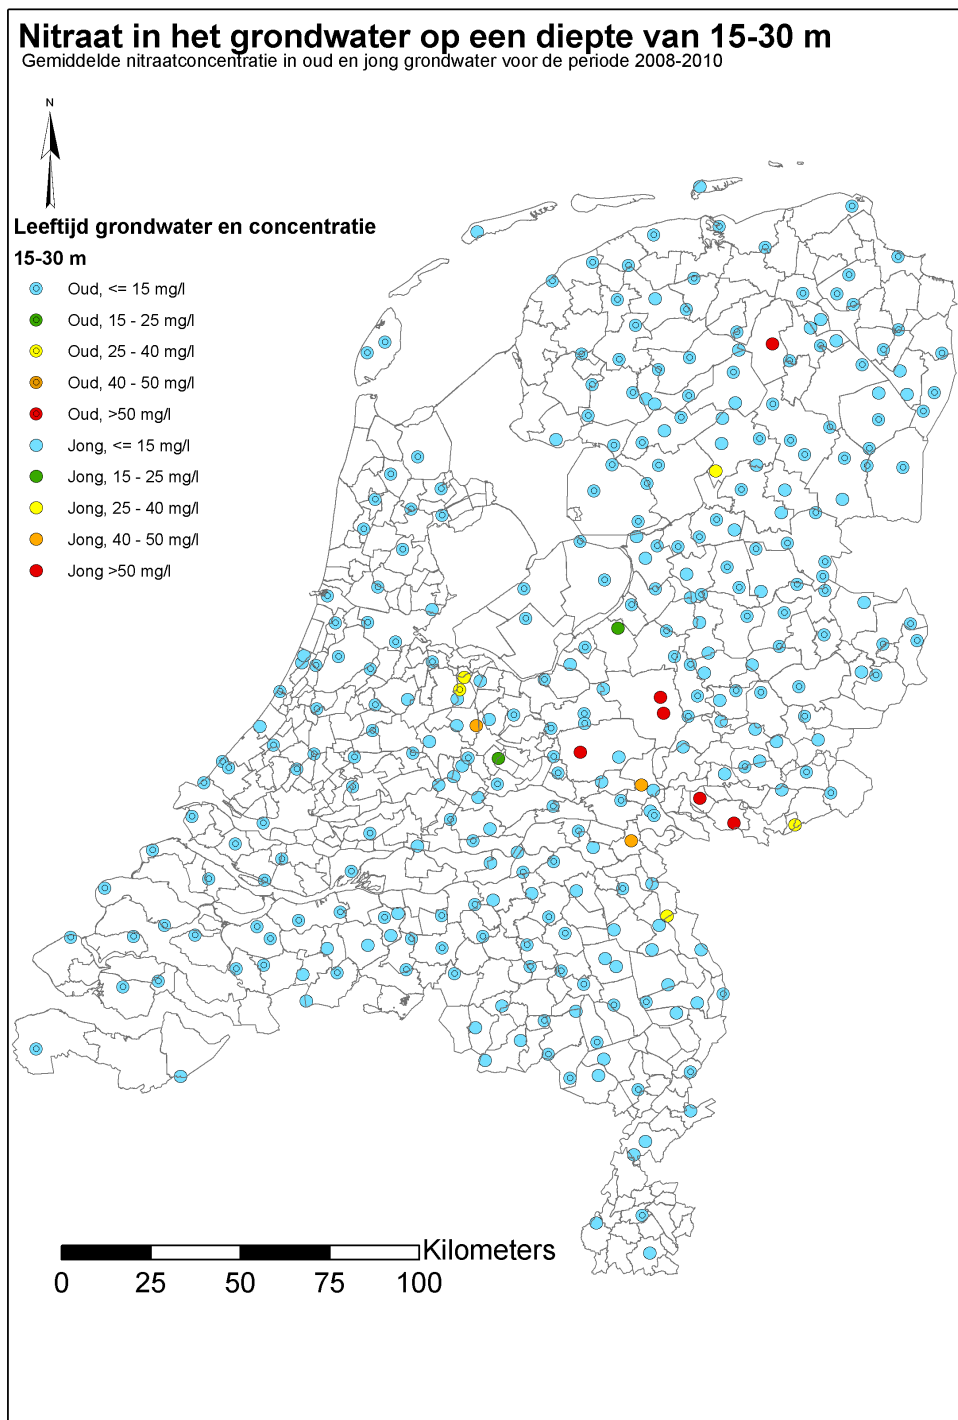 Nitraat in het grondwater op een diepte van 15-30 m
Gemiddelde nitraatconcentratie in oud en jong grondwater voor de periode 2008-2010
N
Leeftijd grondwater en concentratie
15-30 m
Oud, <= 15 mg/l
Oud, 15 - 25 mg/l
Oud, 25 - 40 mg/l
Oud, 40 - 50 mg/l
Oud, >50 mg/l
Jong, <= 15 mg/l
Jong, 15 - 25 mg/l
Jong, 25 - 40 mg/l
Jong, 40 - 50 mg/l
Jong >50 mg/l
Kilometers
0 25 50 75 100